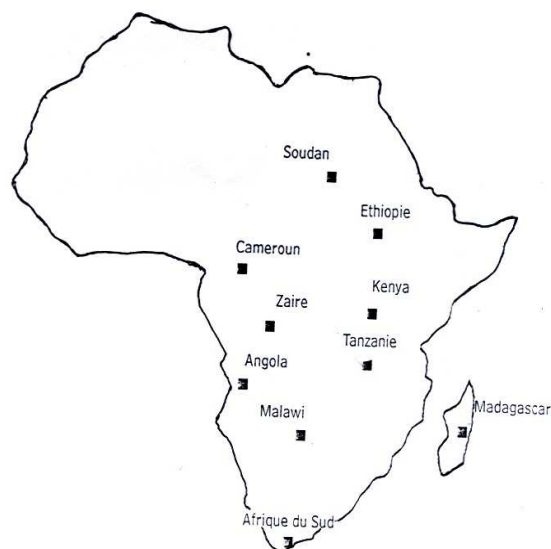 Soudan
Ethiopie
Cameroun
Kenya
Zaire
Tanzanie
Angola
Madagascar
Malawi
Afrique du Sud